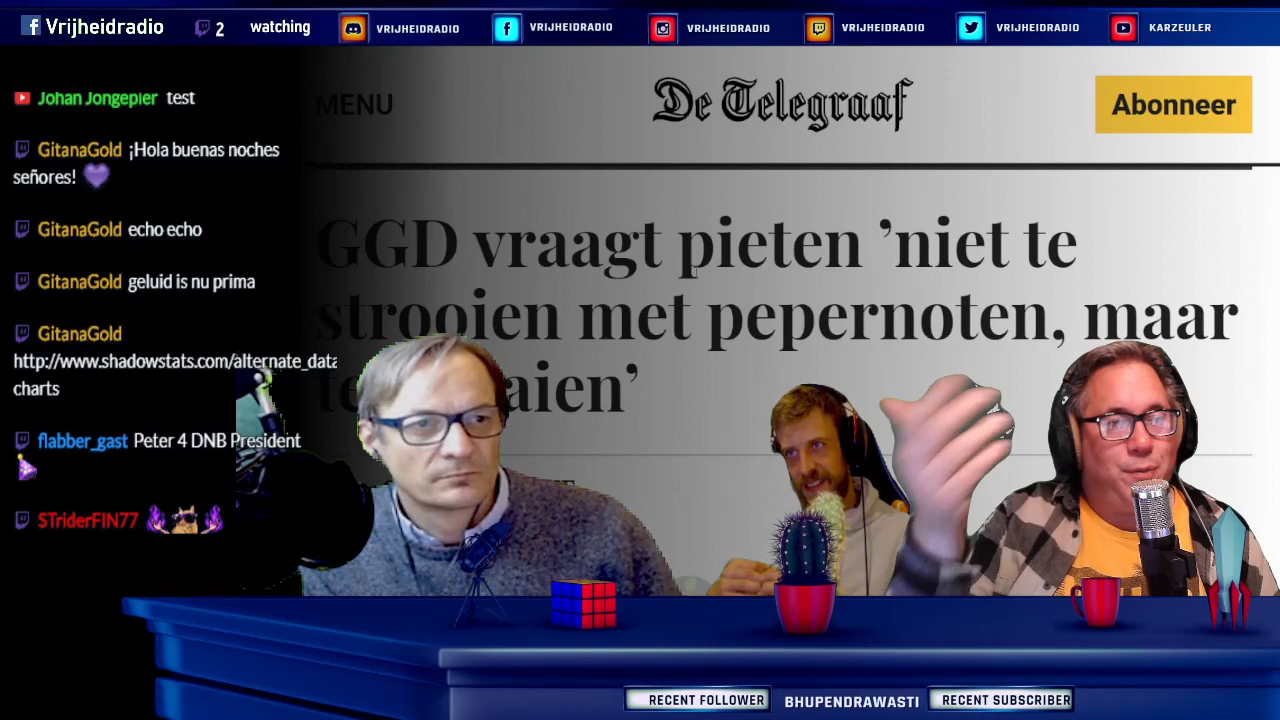 Vrijheidradio
2 watching
VRIJHEIDRADIO
VRIJHEIDRADIO
VRIJHEIDRADIO
VRIJHEIDRADIO
VRIJHEIDRADIO
KARZEULER
Johan Jongepier test
GitanaGold ¡Hola buenas noches
señores!
GitanaGold echo echo
GitanaGold geluid is nu prima
GitanaGold
http://www.shadowstats.com/alternate_data
charts
flabber_gast Peter 4 DNB President
STriderFIN77
MENU
De Telegraaf
Abonneer
GGD vraagt pieten ’niet te
strooien met pepernoten, maar
te aaien’
RECENT FOLLOWER
BHUPENDRAWASTI
RECENT SUBSCRIBER